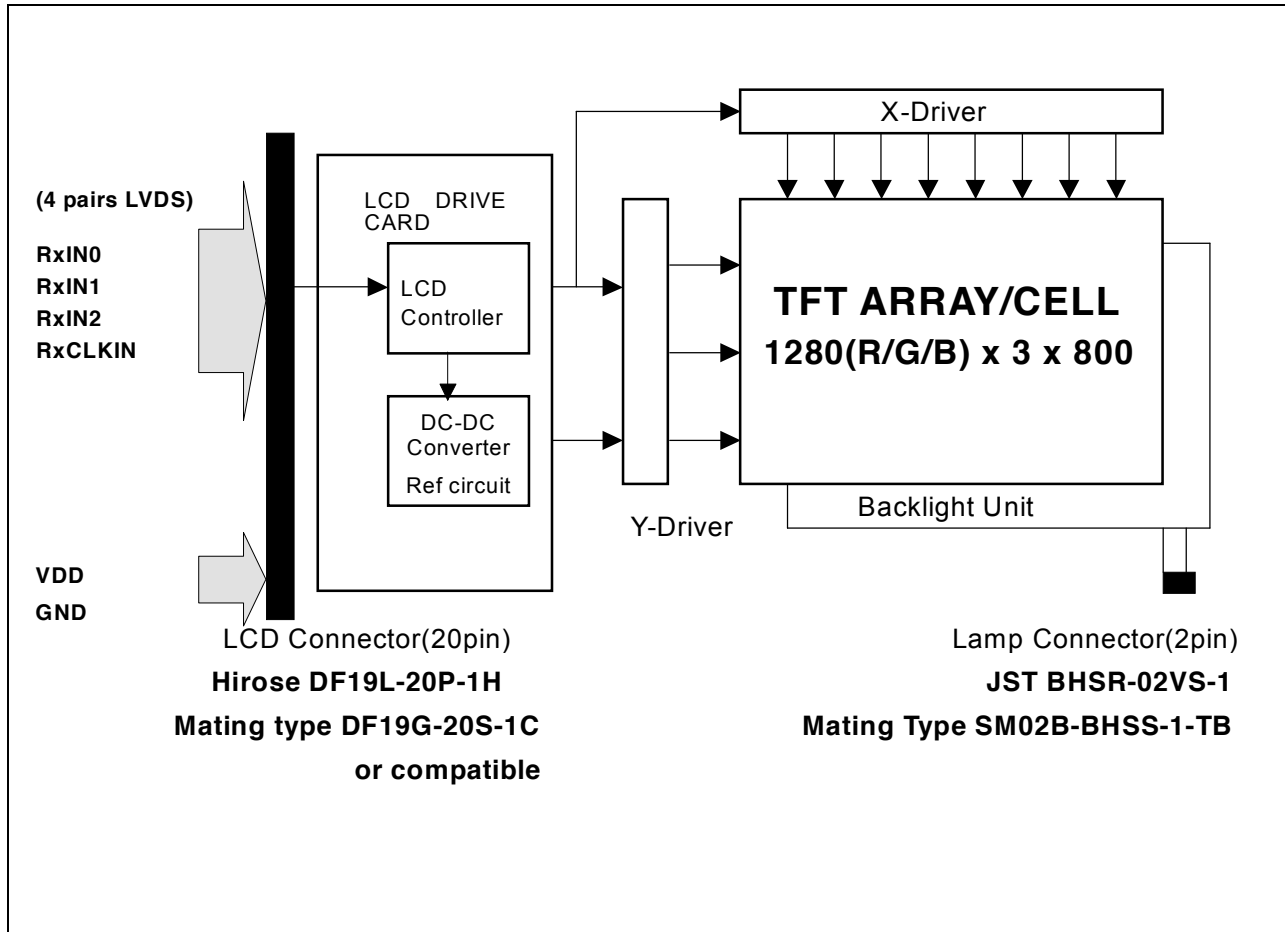 X-Driver
(4 pairs LVDS)
RxIN0
RxIN1
RxIN2
RxCLKIN
LCD DRIVE
CARD
LCD
Controller
DC-DC
Converter
Ref circuit
TFT ARRAY/CELL
1280(R/G/B) x 3 x 800
Y-Driver
Backlight Unit
VDD
GND
LCD Connector(20pin)
Hirose DF19L-20P-1H
Mating type DF19G-20S-1C
or compatible
Lamp Connector(2pin)
JST BHSR-02VS-1
Mating Type SM02B-BHSS-1-TB